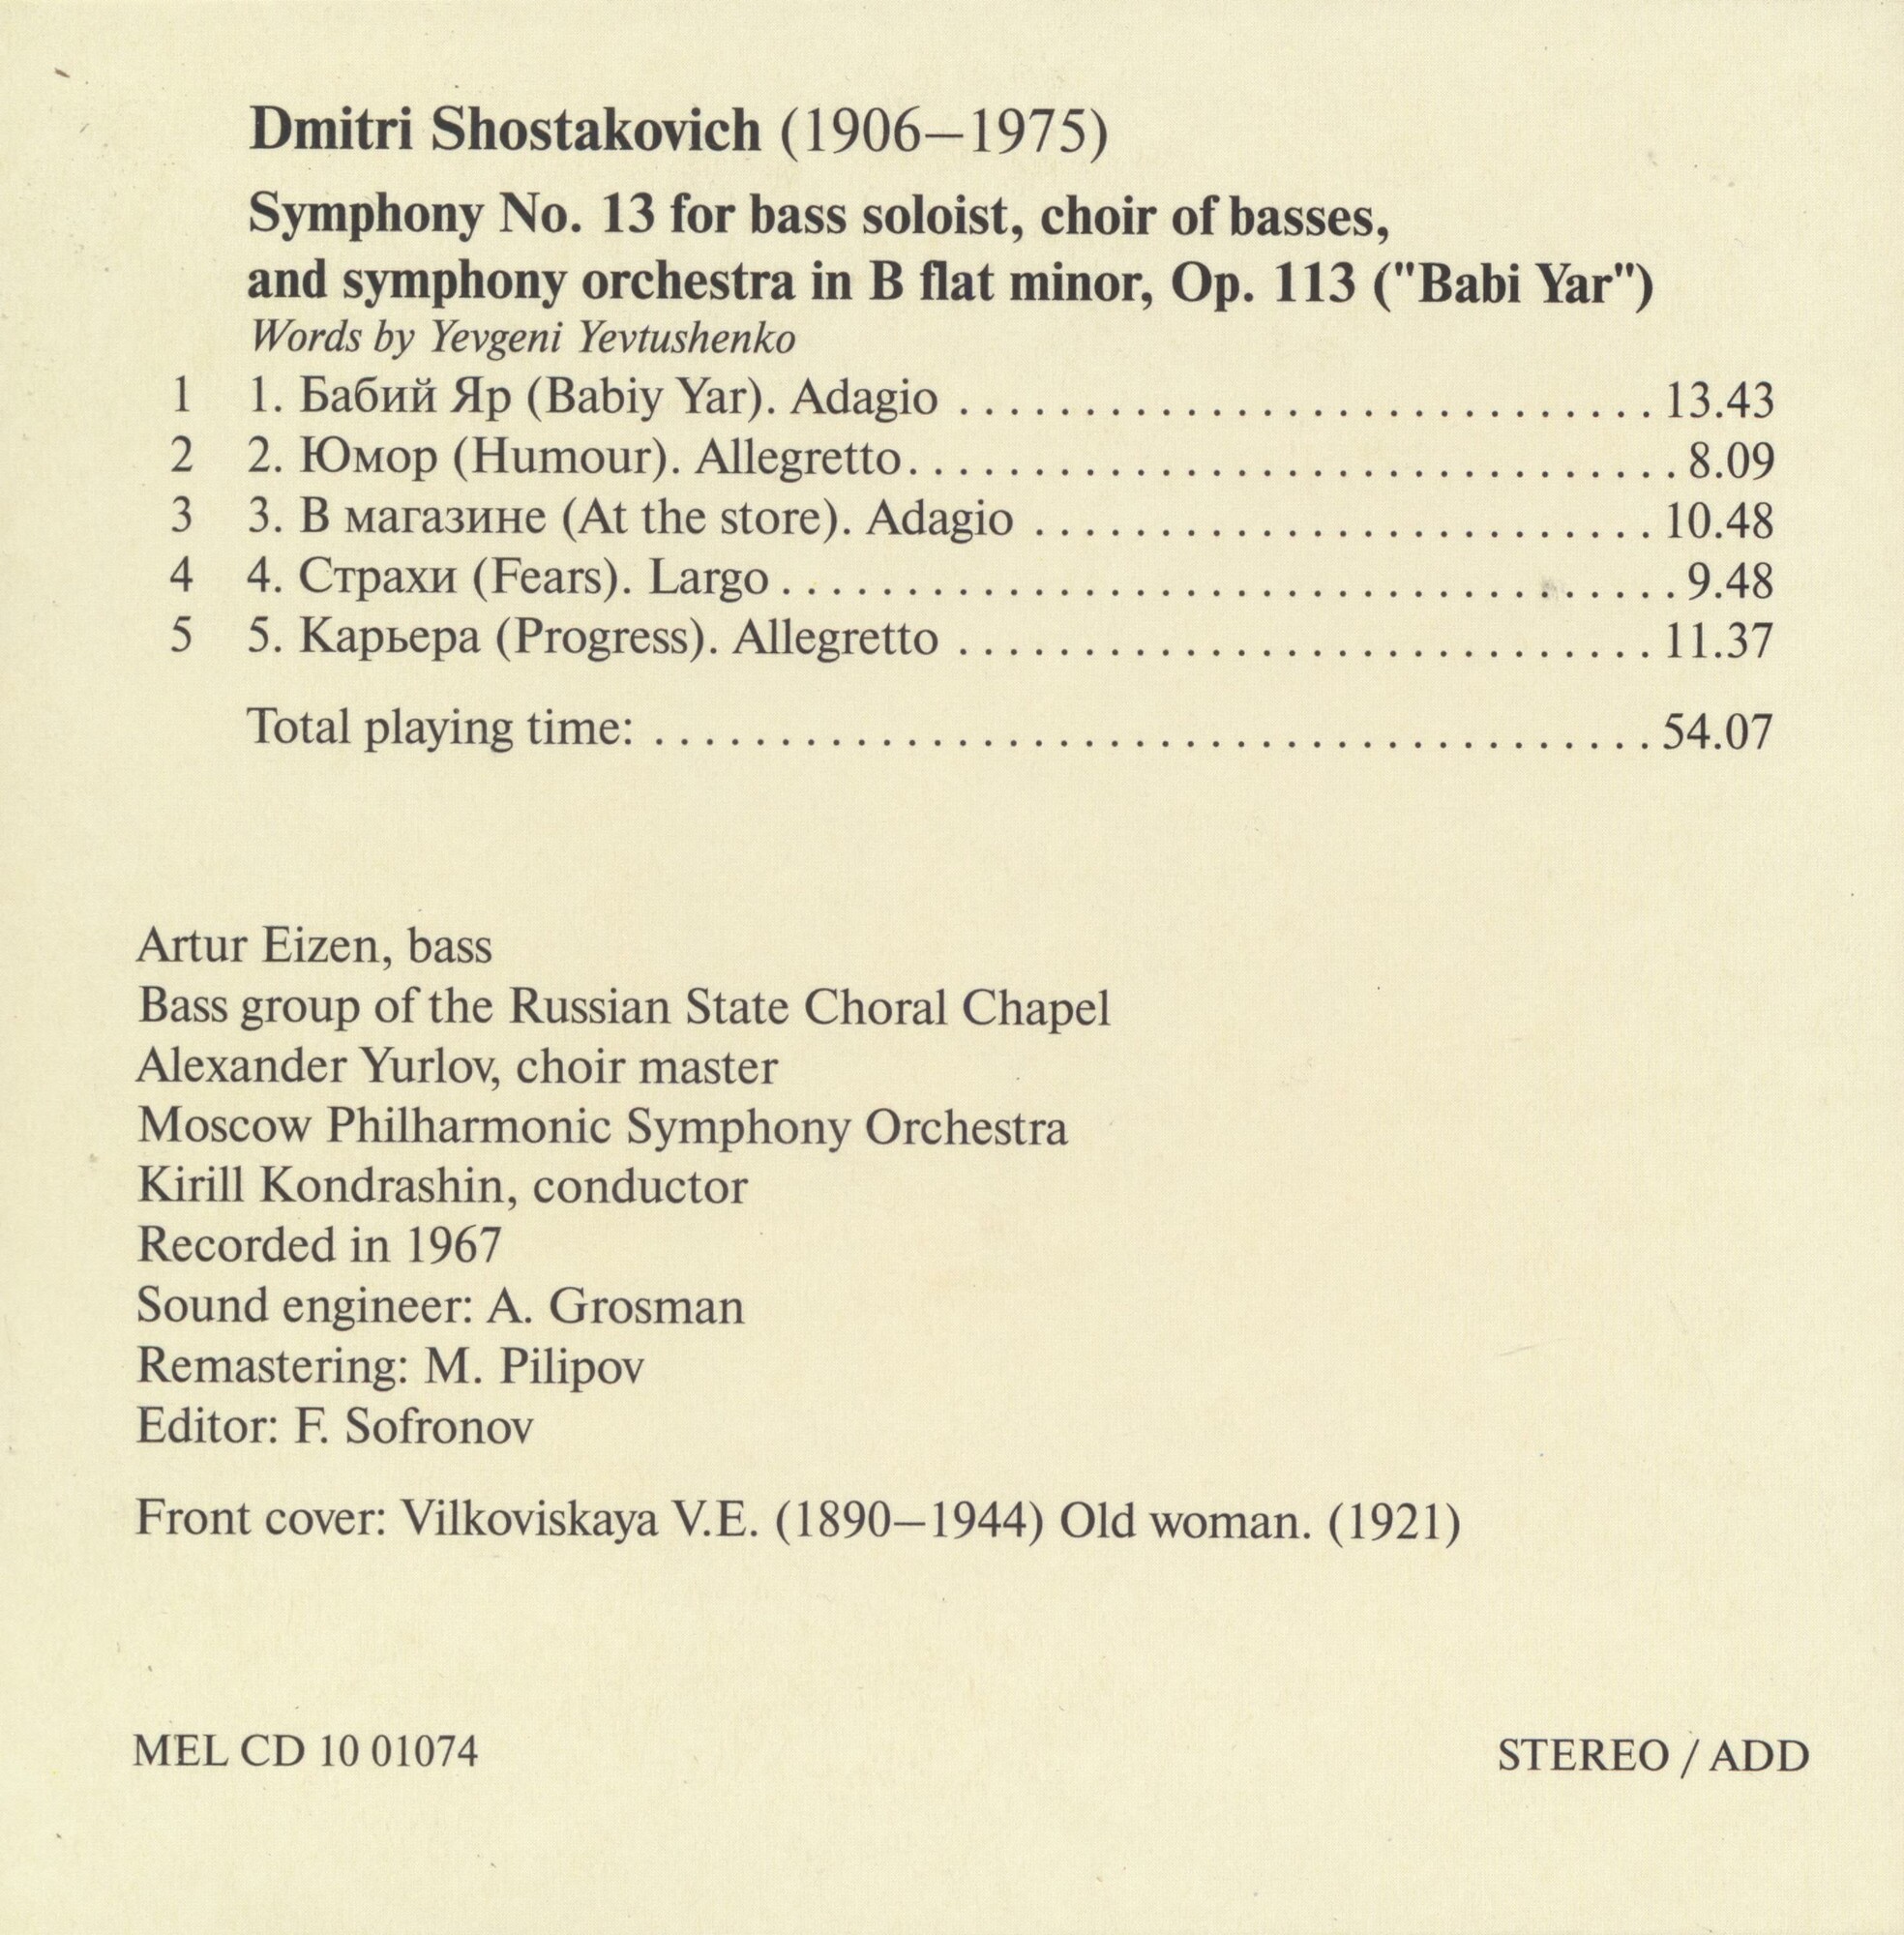 Dmitri Shostakovich (1906–1975)
Symphony No. 13 for bass soloist, choir of basses,
and symphony orchestra in B flat minor, Op. 113 ("Babi Yar")
Words by Yevgeni Yevtushenko
1 1. Бабий Яр (Babiy Yar). Adagio ............................ 13.43
2 2. Юмор (Humour). Allegretto............................... 8.09
3 3. В магазине (At the store). Adagio ......................... 10.48
4 4. Страхи (Fears). Largo .................................... 9.48
5 5. Карьера (Progress). Allegretto ............................ 11.37
Total playing time: ........................................ 54.07
Artur Eizen, bass
Bass group of the Russian State Choral Chapel
Alexander Yurlov, choir master
Moscow Philharmonic Symphony Orchestra
Kirill Kondrashin, conductor
Recorded in 1967
Sound engineer: A. Grosman
Remastering: M. Pilipov
Editor: F. Sofronov
Front cover: Vilkoviskaya V.E. (1890–1944) Old woman. (1921)
MEL CD 10 01074 STEREO / ADD